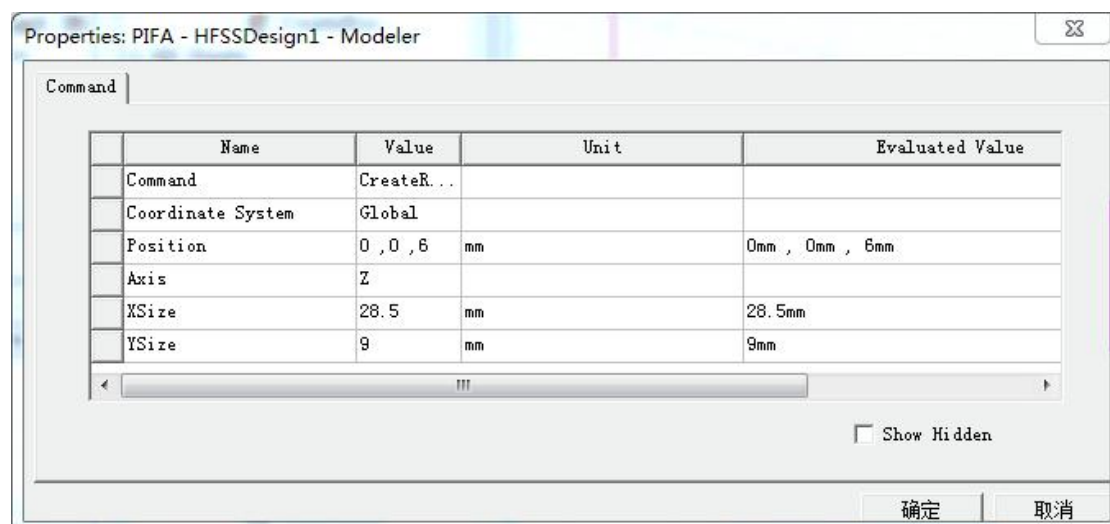 Properties: PIFA - HFSSDesign1 - Modeler
Command
Name Value Unit Evaluated Value
Command CreateR...
Coordinate System Global
Position 0 ,0 ,6 mm 0mm , 0mm , 6mm
Axis Z
XSize 28.5 mm 28.5mm
YSize 9 mm 9mm
Show Hidden
确定 取消